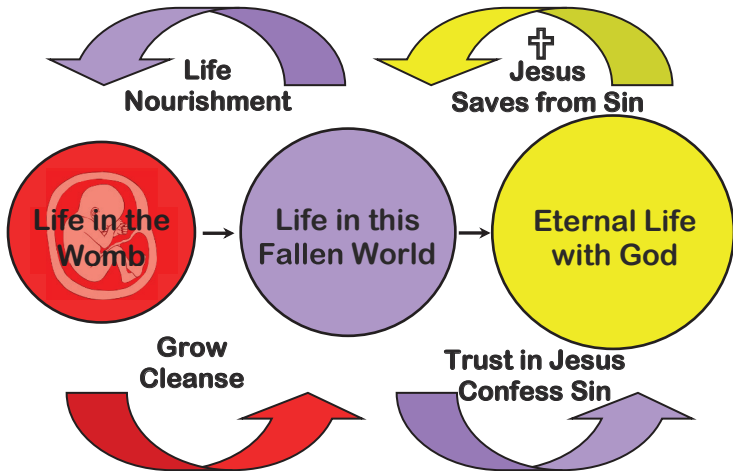 Life
Nourishment
Jesus
Saves from Sin
Life in the
Womb
Life in this
Fallen World
Eternal Life
with God
Grow
Cleanse
Trust in Jesus
Confess Sin